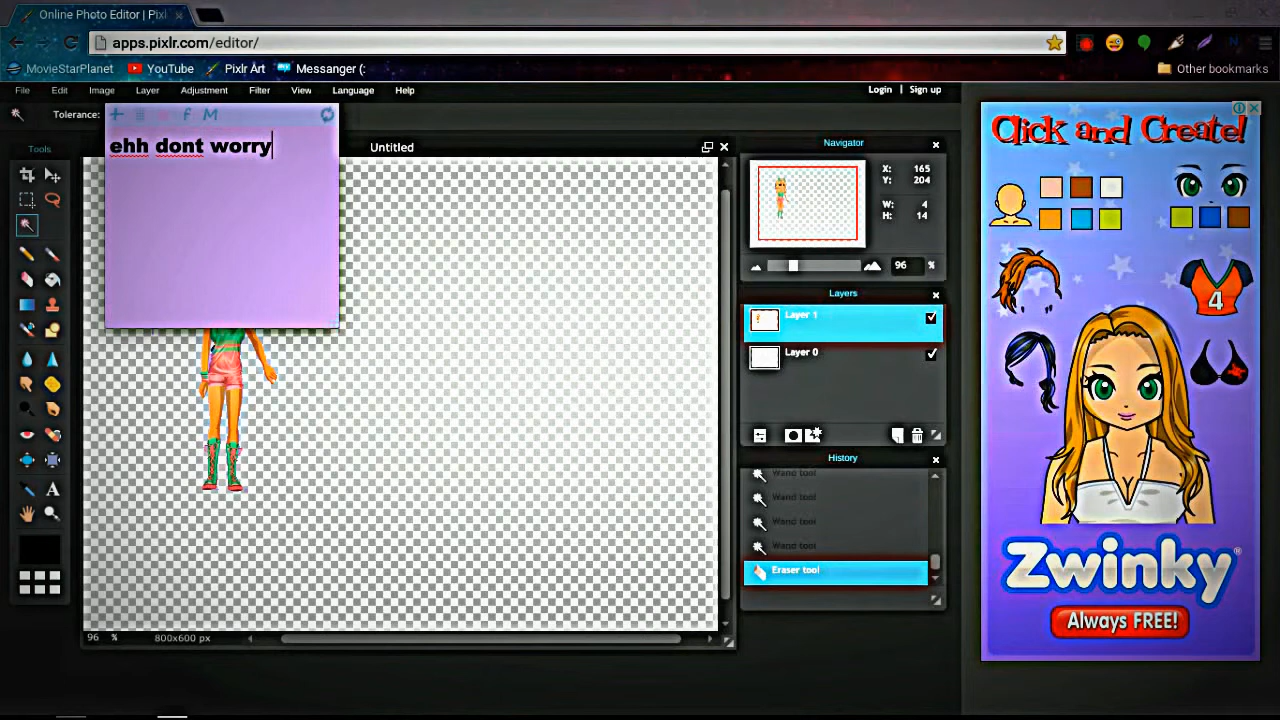 Online Photo Editor | Pixl
apps.pixlr.com/editor/
MovieStarPlanet YouTube Pixlr Art Messanger (: Other bookmarks
File Edit Image Layer Adjustment Filter View Language Help Login | Sign up
Tolerance:
F M
ehh dont worry
Tools
Untitled
96 % 800x600 px
Navigator
X: 165
Y: 204
W: 4
H: 14
96 %
Layers
Layer 1
Layer 0
History
Wand tool
Wand tool
Wand tool
Wand tool
Eraser tool
Click and Create!
4
Zwinky®
Always FREE!